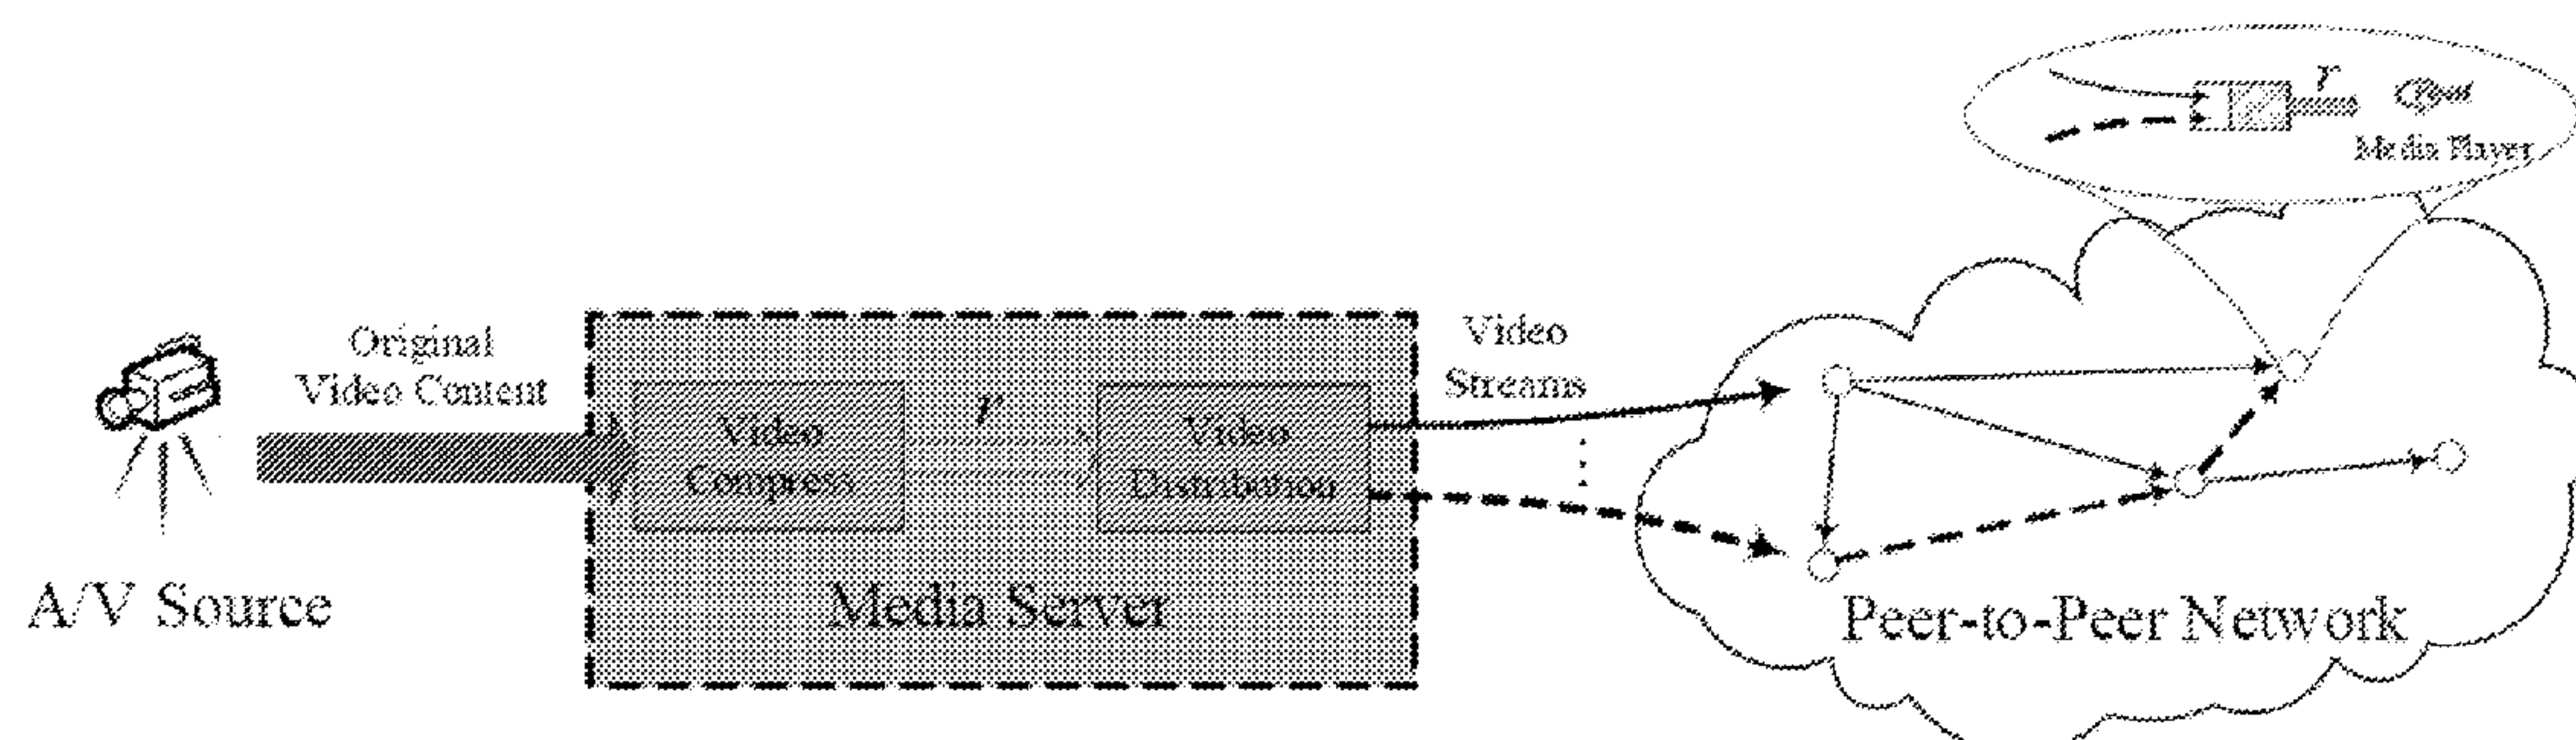 r
Media Player
Original
Video Content
Video
Streams
Video
Compress
r
Video
Distribution
A/V Source
Media Server
Peer-to-Peer Network